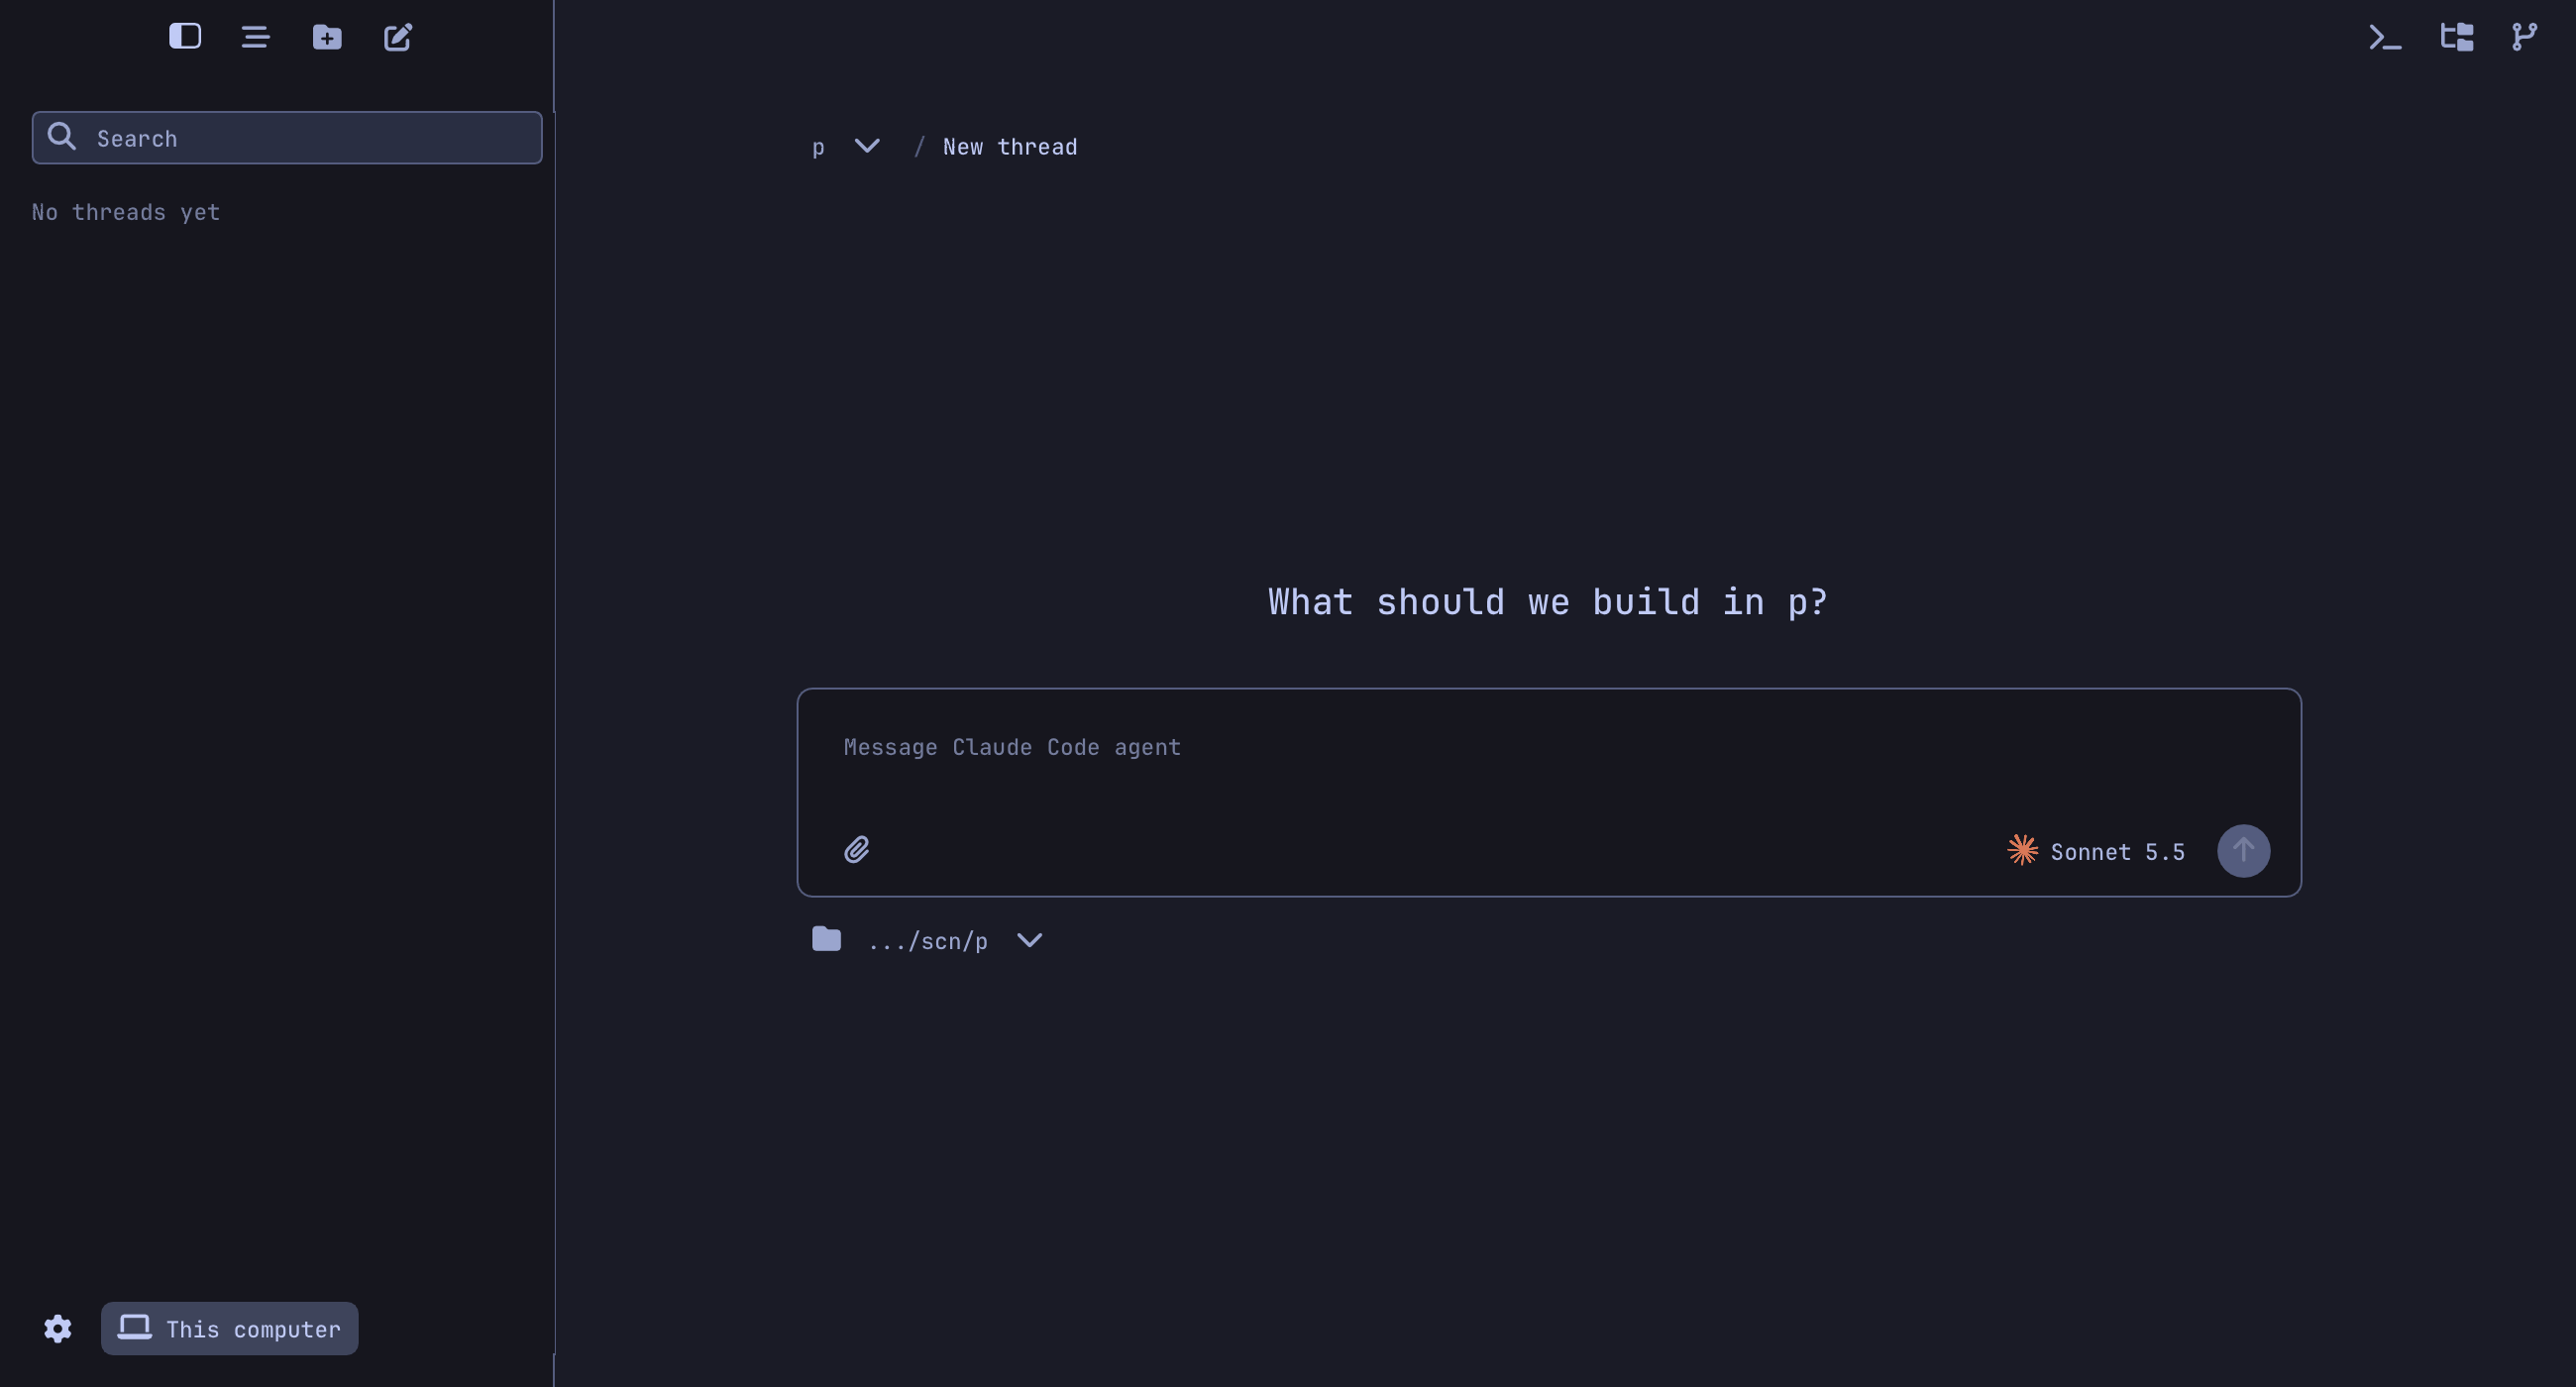 Search
No threads yet
p / New thread
What should we build in p?
Message Claude Code agent
Sonnet 5.5
.../scn/p
This computer